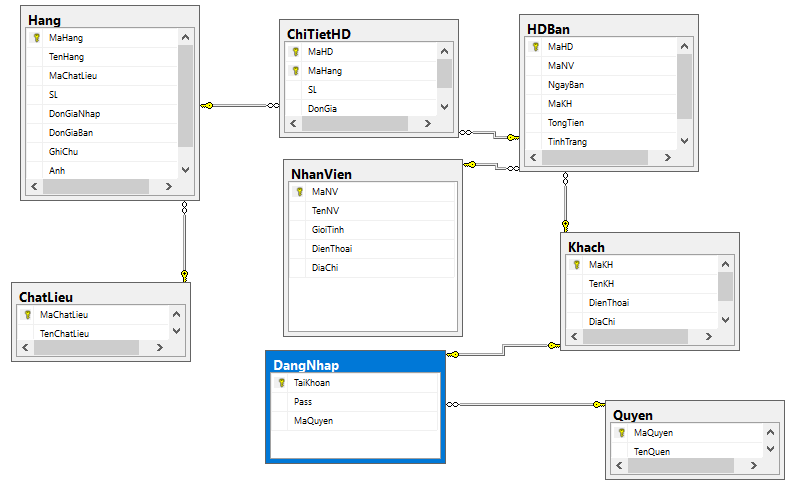 Hang
MaHang
TenHang
MaChatLieu
SL
DonGiaNhap
DonGiaBan
GhiChu
Anh
ChiTietHD
MaHD
MaHang
SL
DonGia
HDBan
MaHD
MaNV
NgayBan
MaKH
TongTien
TinhTrang
NhanVien
MaNV
TenNV
GioiTinh
DienThoai
DiaChi
Khach
MaKH
TenKH
DienThoai
DiaChi
ChatLieu
MaChatLieu
TenChatLieu
DangNhap
TaiKhoan
Pass
MaQuyen
Quyen
MaQuyen
TenQuen